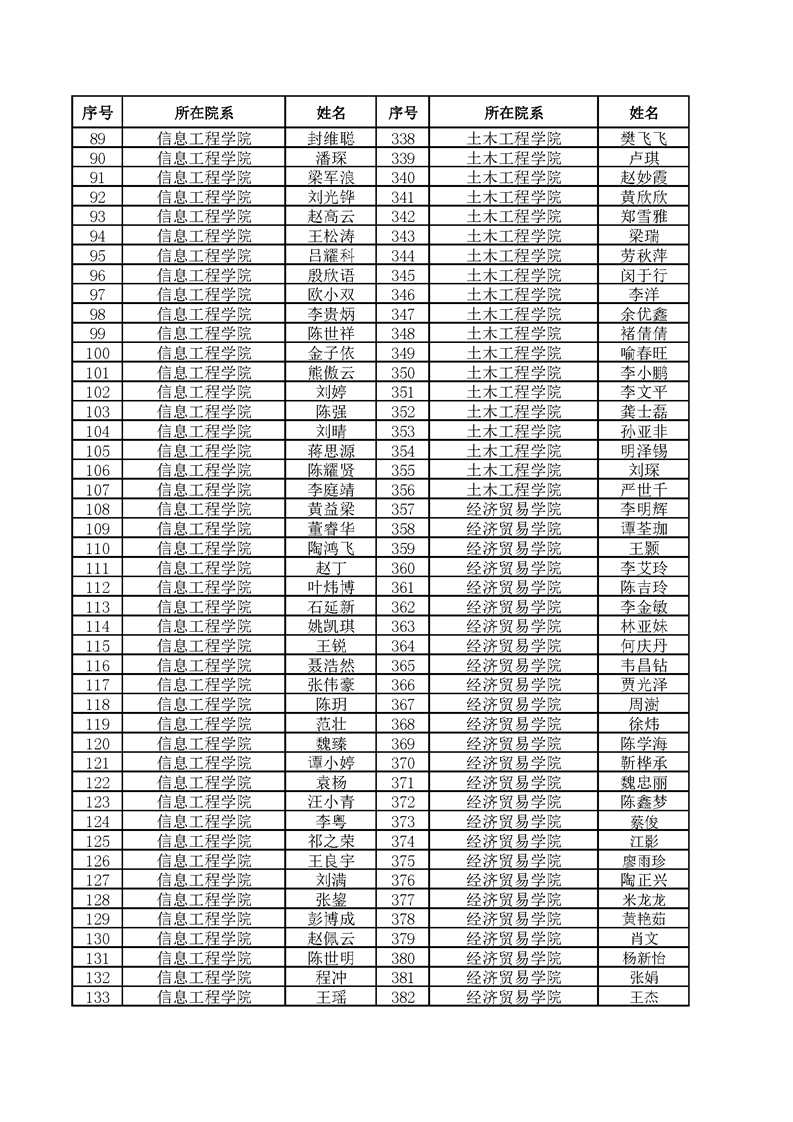 序号 所在院系 姓名 序号 所在院系 姓名
89 信息工程学院 封维聪 338 土木工程学院 樊飞飞
90 信息工程学院 潘琛 339 土木工程学院 卢琪
91 信息工程学院 梁军浪 340 土木工程学院 赵妙霞
92 信息工程学院 刘光铧 341 土木工程学院 黄欣欣
93 信息工程学院 赵高云 342 土木工程学院 郑雪雅
94 信息工程学院 王松涛 343 土木工程学院 梁瑞
95 信息工程学院 吕耀科 344 土木工程学院 劳秋萍
96 信息工程学院 殷欣语 345 土木工程学院 闵于行
97 信息工程学院 欧小双 346 土木工程学院 李洋
98 信息工程学院 李贵炳 347 土木工程学院 余优鑫
99 信息工程学院 陈世祥 348 土木工程学院 褚倩倩
100 信息工程学院 金子依 349 土木工程学院 喻春旺
101 信息工程学院 熊傲云 350 土木工程学院 李小鹏
102 信息工程学院 刘婷 351 土木工程学院 李文平
103 信息工程学院 陈强 352 土木工程学院 龚士磊
104 信息工程学院 刘晴 353 土木工程学院 孙亚非
105 信息工程学院 蒋思源 354 土木工程学院 明泽锡
106 信息工程学院 陈耀贤 355 土木工程学院 刘琛
107 信息工程学院 李庭靖 356 土木工程学院 严世千
108 信息工程学院 黄益梁 357 经济贸易学院 李明辉
109 信息工程学院 董睿华 358 经济贸易学院 谭荃珈
110 信息工程学院 陶鸿飞 359 经济贸易学院 王颢
111 信息工程学院 赵丁 360 经济贸易学院 李艾玲
112 信息工程学院 叶炜博 361 经济贸易学院 陈吉玲
113 信息工程学院 石延新 362 经济贸易学院 李金敏
114 信息工程学院 姚凯琪 363 经济贸易学院 林亚妹
115 信息工程学院 王锐 364 经济贸易学院 何庆丹
116 信息工程学院 聂浩然 365 经济贸易学院 韦昌钻
117 信息工程学院 张伟豪 366 经济贸易学院 贾光泽
118 信息工程学院 陈玥 367 经济贸易学院 周澍
119 信息工程学院 范壮 368 经济贸易学院 徐炜
120 信息工程学院 魏臻 369 经济贸易学院 陈学海
121 信息工程学院 谭小婷 370 经济贸易学院 靳桦承
122 信息工程学院 袁杨 371 经济贸易学院 魏忠丽
123 信息工程学院 汪小青 372 经济贸易学院 陈鑫梦
124 信息工程学院 李粤 373 经济贸易学院 蔡俊
125 信息工程学院 祁之荣 374 经济贸易学院 江影
126 信息工程学院 王良宇 375 经济贸易学院 廖雨珍
127 信息工程学院 刘满 376 经济贸易学院 陶正兴
128 信息工程学院 张鋆 377 经济贸易学院 米龙龙
129 信息工程学院 彭博成 378 经济贸易学院 黄艳茹
130 信息工程学院 赵佩云 379 经济贸易学院 肖文
131 信息工程学院 陈世明 380 经济贸易学院 杨新怡
132 信息工程学院 程冲 381 经济贸易学院 张娟
133 信息工程学院 王瑶 382 经济贸易学院 王杰